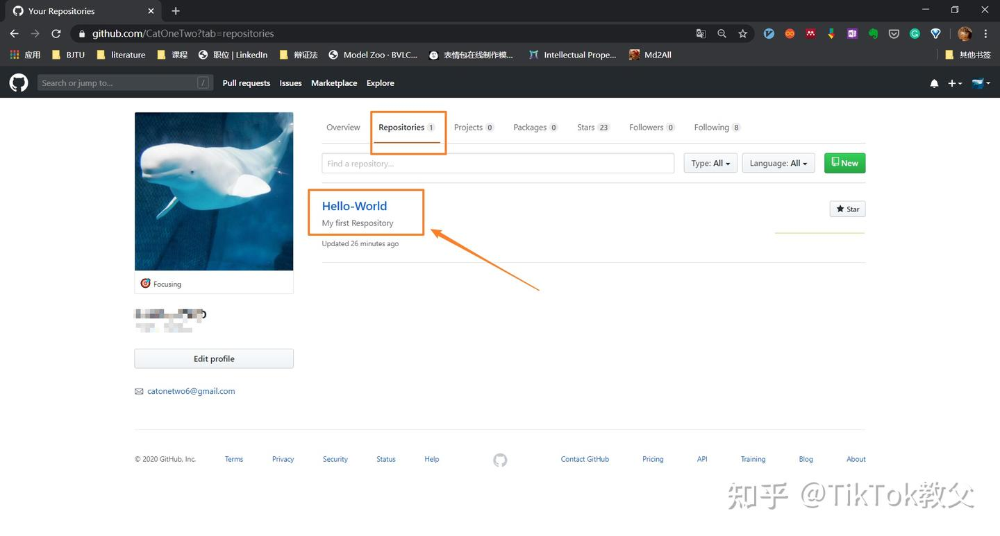 Your Repositories
github.com/CatOneTwo?tab=repositories
应用 BJTU literature 课程 职位 | LinkedIn 辩证法 Model Zoo · BVLC... 表情包在线制作模... Intellectual Prope... Md2All 其他书签
Search or jump to... / Pull requests Issues Marketplace Explore
Overview Repositories 1 Projects 0 Packages 0 Stars 23 Followers 0 Following 8
Find a repository... Type: All Language: All New
Hello-World
Star
My first Respository
Updated 26 minutes ago
Focusing
Edit profile
catonetwo6@gmail.com
© 2020 GitHub, Inc. Terms Privacy Security Status Help Contact GitHub Pricing API Training Blog About
知乎 @TikTok教父